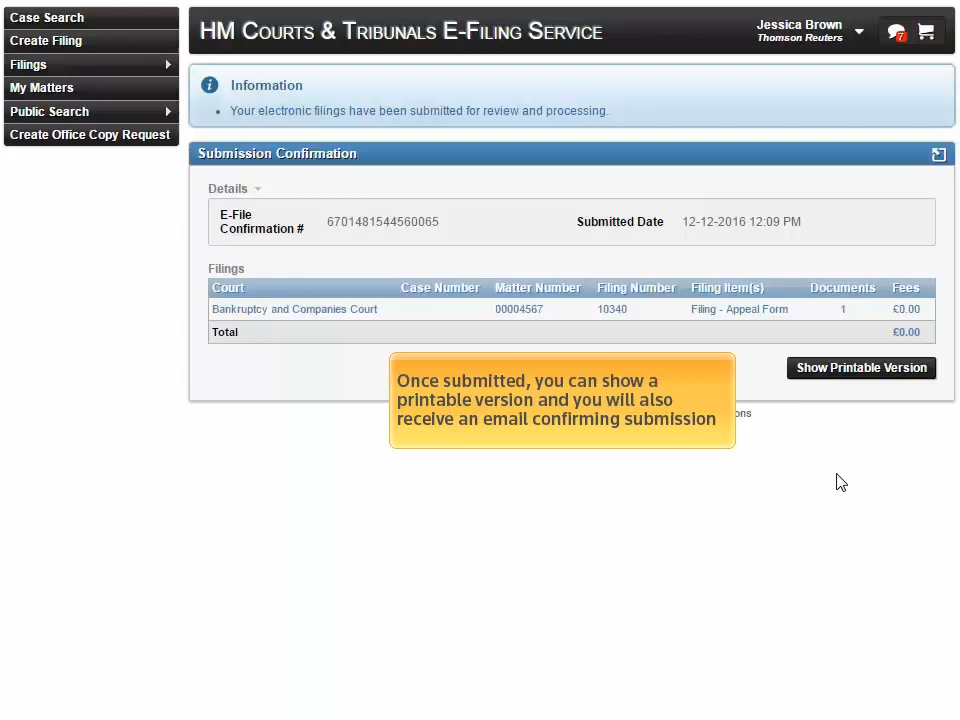 Case Search
Create Filing
Filings
My Matters
Public Search
Create Office Copy Request
HM Courts & Tribunals E-Filing Service
Jessica Brown
Thomson Reuters
7
Information
Your electronic filings have been submitted for review and processing.
Submission Confirmation
Details
E-File
Confirmation #
6701481544560065
Submitted Date
12-12-2016 12:09 PM
Filings
Court Case Number Matter Number Filing Number Filing Item(s) Documents Fees
Bankruptcy and Companies Court 00004567 10340 Filing - Appeal Form 1 £0.00
Total £0.00
Show Printable Version
Once submitted, you can show a
printable version and you will also
receive an email confirming submission